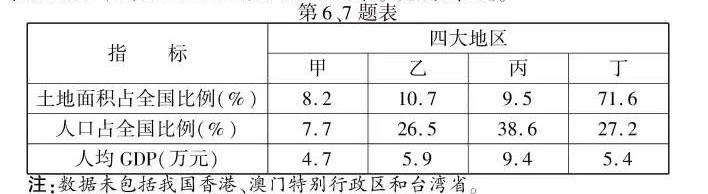 第6、7题表
指 标 四大地区
甲 乙 丙 丁
土地面积占全国比例(%) 8.2 10.7 9.5 71.6
人口占全国比例(%) 7.7 26.5 38.6 27.2
人均 GDP(万元) 4.7 5.9 9.4 5.4
注:数据未包括我国香港、澳门特别行政区和台湾省。